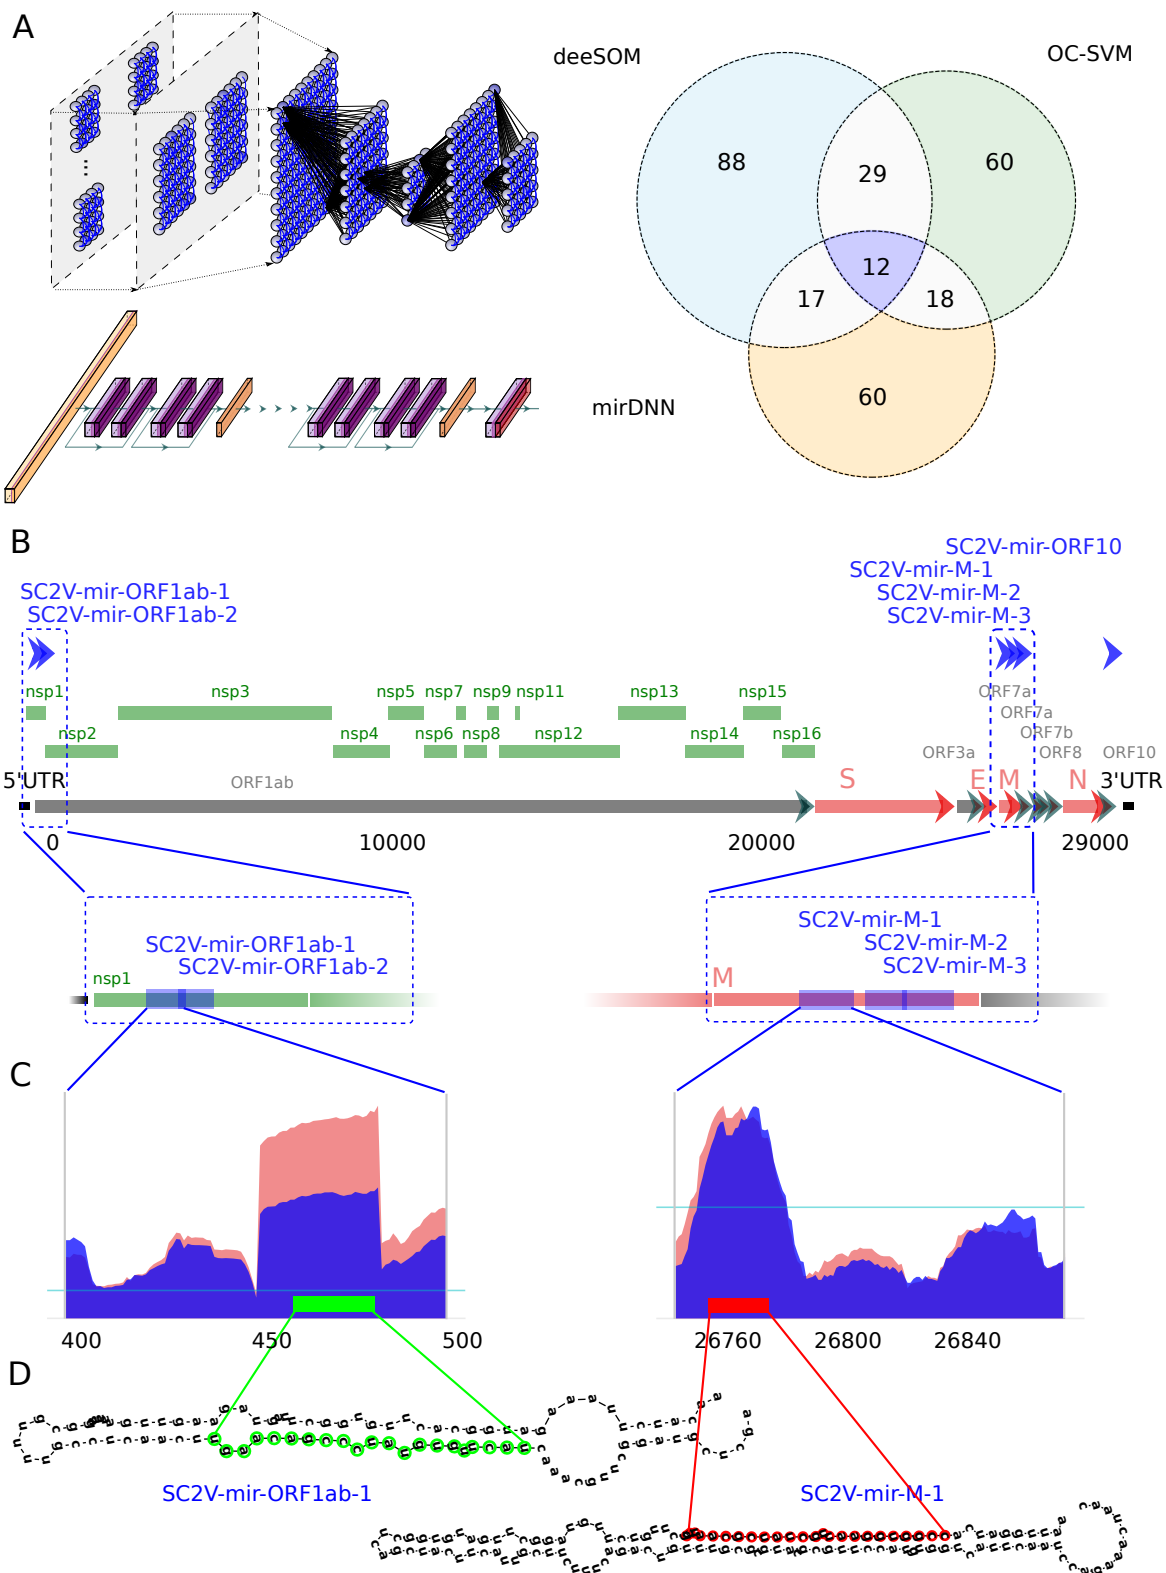 A
deeSOM
OC-SVM
88
29
60
12
17
18
...
mirDNN
60
B
SC2V-mir-ORF10
SC2V-mir-M-1
SC2V-mir-ORF1ab-1
SC2V-mir-M-2
SC2V-mir-ORF1ab-2
SC2V-mir-M-3
nsp1
nsp3
nsp5
nsp7
nsp9
nsp11
nsp13
nsp15
ORF7a
ORF7a
nsp2
nsp4
nsp6
nsp8
nsp12
nsp14
nsp16
ORF7b
ORF3a
ORF8
ORF10
5'UTR
ORF1ab
S
E
M
N
3'UTR
0
10000
20000
29000
SC2V-mir-M-1
SC2V-mir-ORF1ab-1
SC2V-mir-M-2
SC2V-mir-ORF1ab-2
SC2V-mir-M-3
nsp1
M
C
400
450
500
26760
26800
26840
D
SC2V-mir-ORF1ab-1
SC2V-mir-M-1